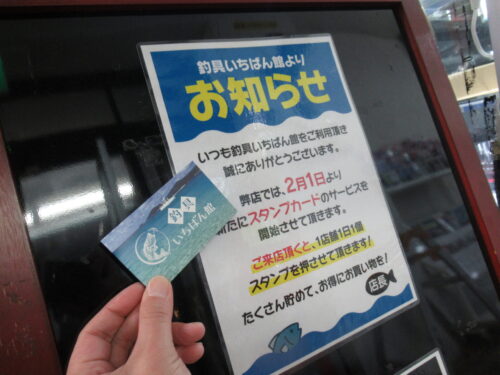 釣具いちばん館より
お知らせ
いつも釣具いちばん館をご利用頂き
誠にありがとうございます。
弊店では、2月1日より
新たにスタンプカードのサービスを
開始させて頂きます。
ご来店頂くと、1店舗1日1個
スタンプを押させて頂きます!
たくさん貯めて、お得にお買い物を!
店長
釣具
いちばん館